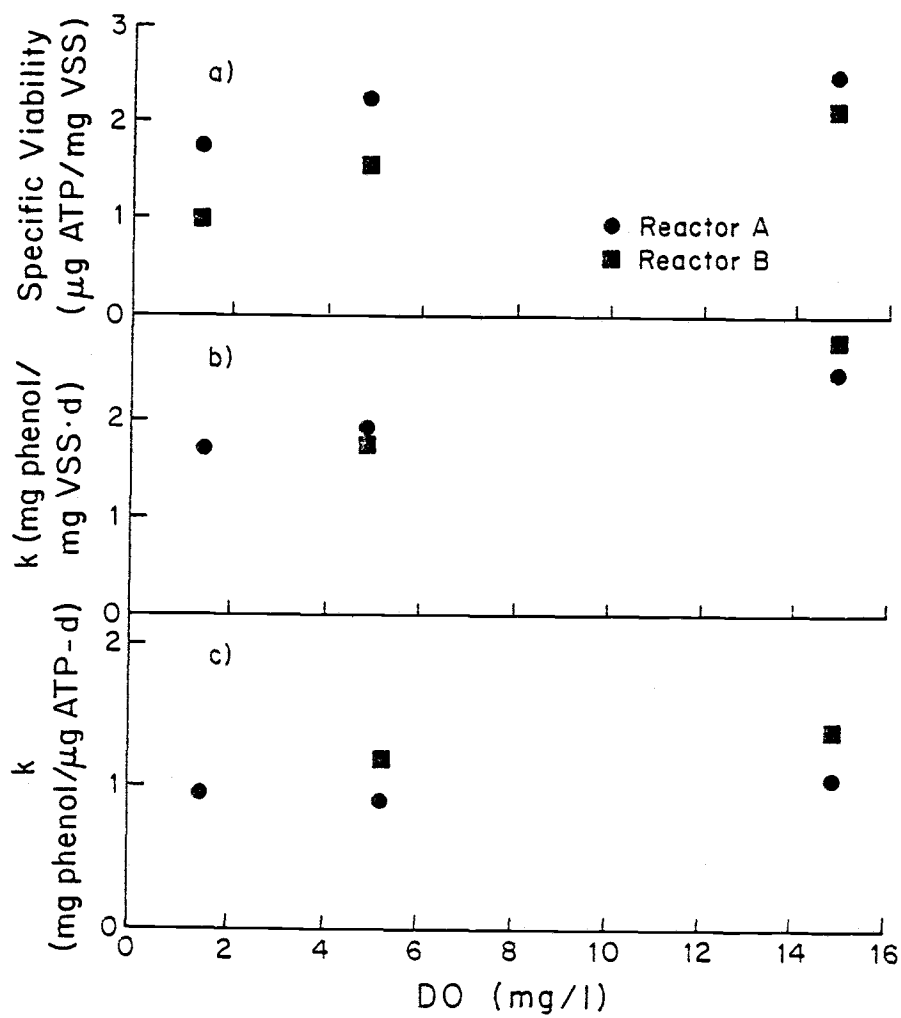 Specific Viability
(μg ATP/mg VSS)
3
2
1
0
a)
Reactor A
Reactor B
k (mg phenol/
mg VSS·d)
2
1
0
b)
k
(mg phenol/μg ATP-d)
2
1
0
c)
0 2 4 6 8 10 12 14 16
DO (mg/l)